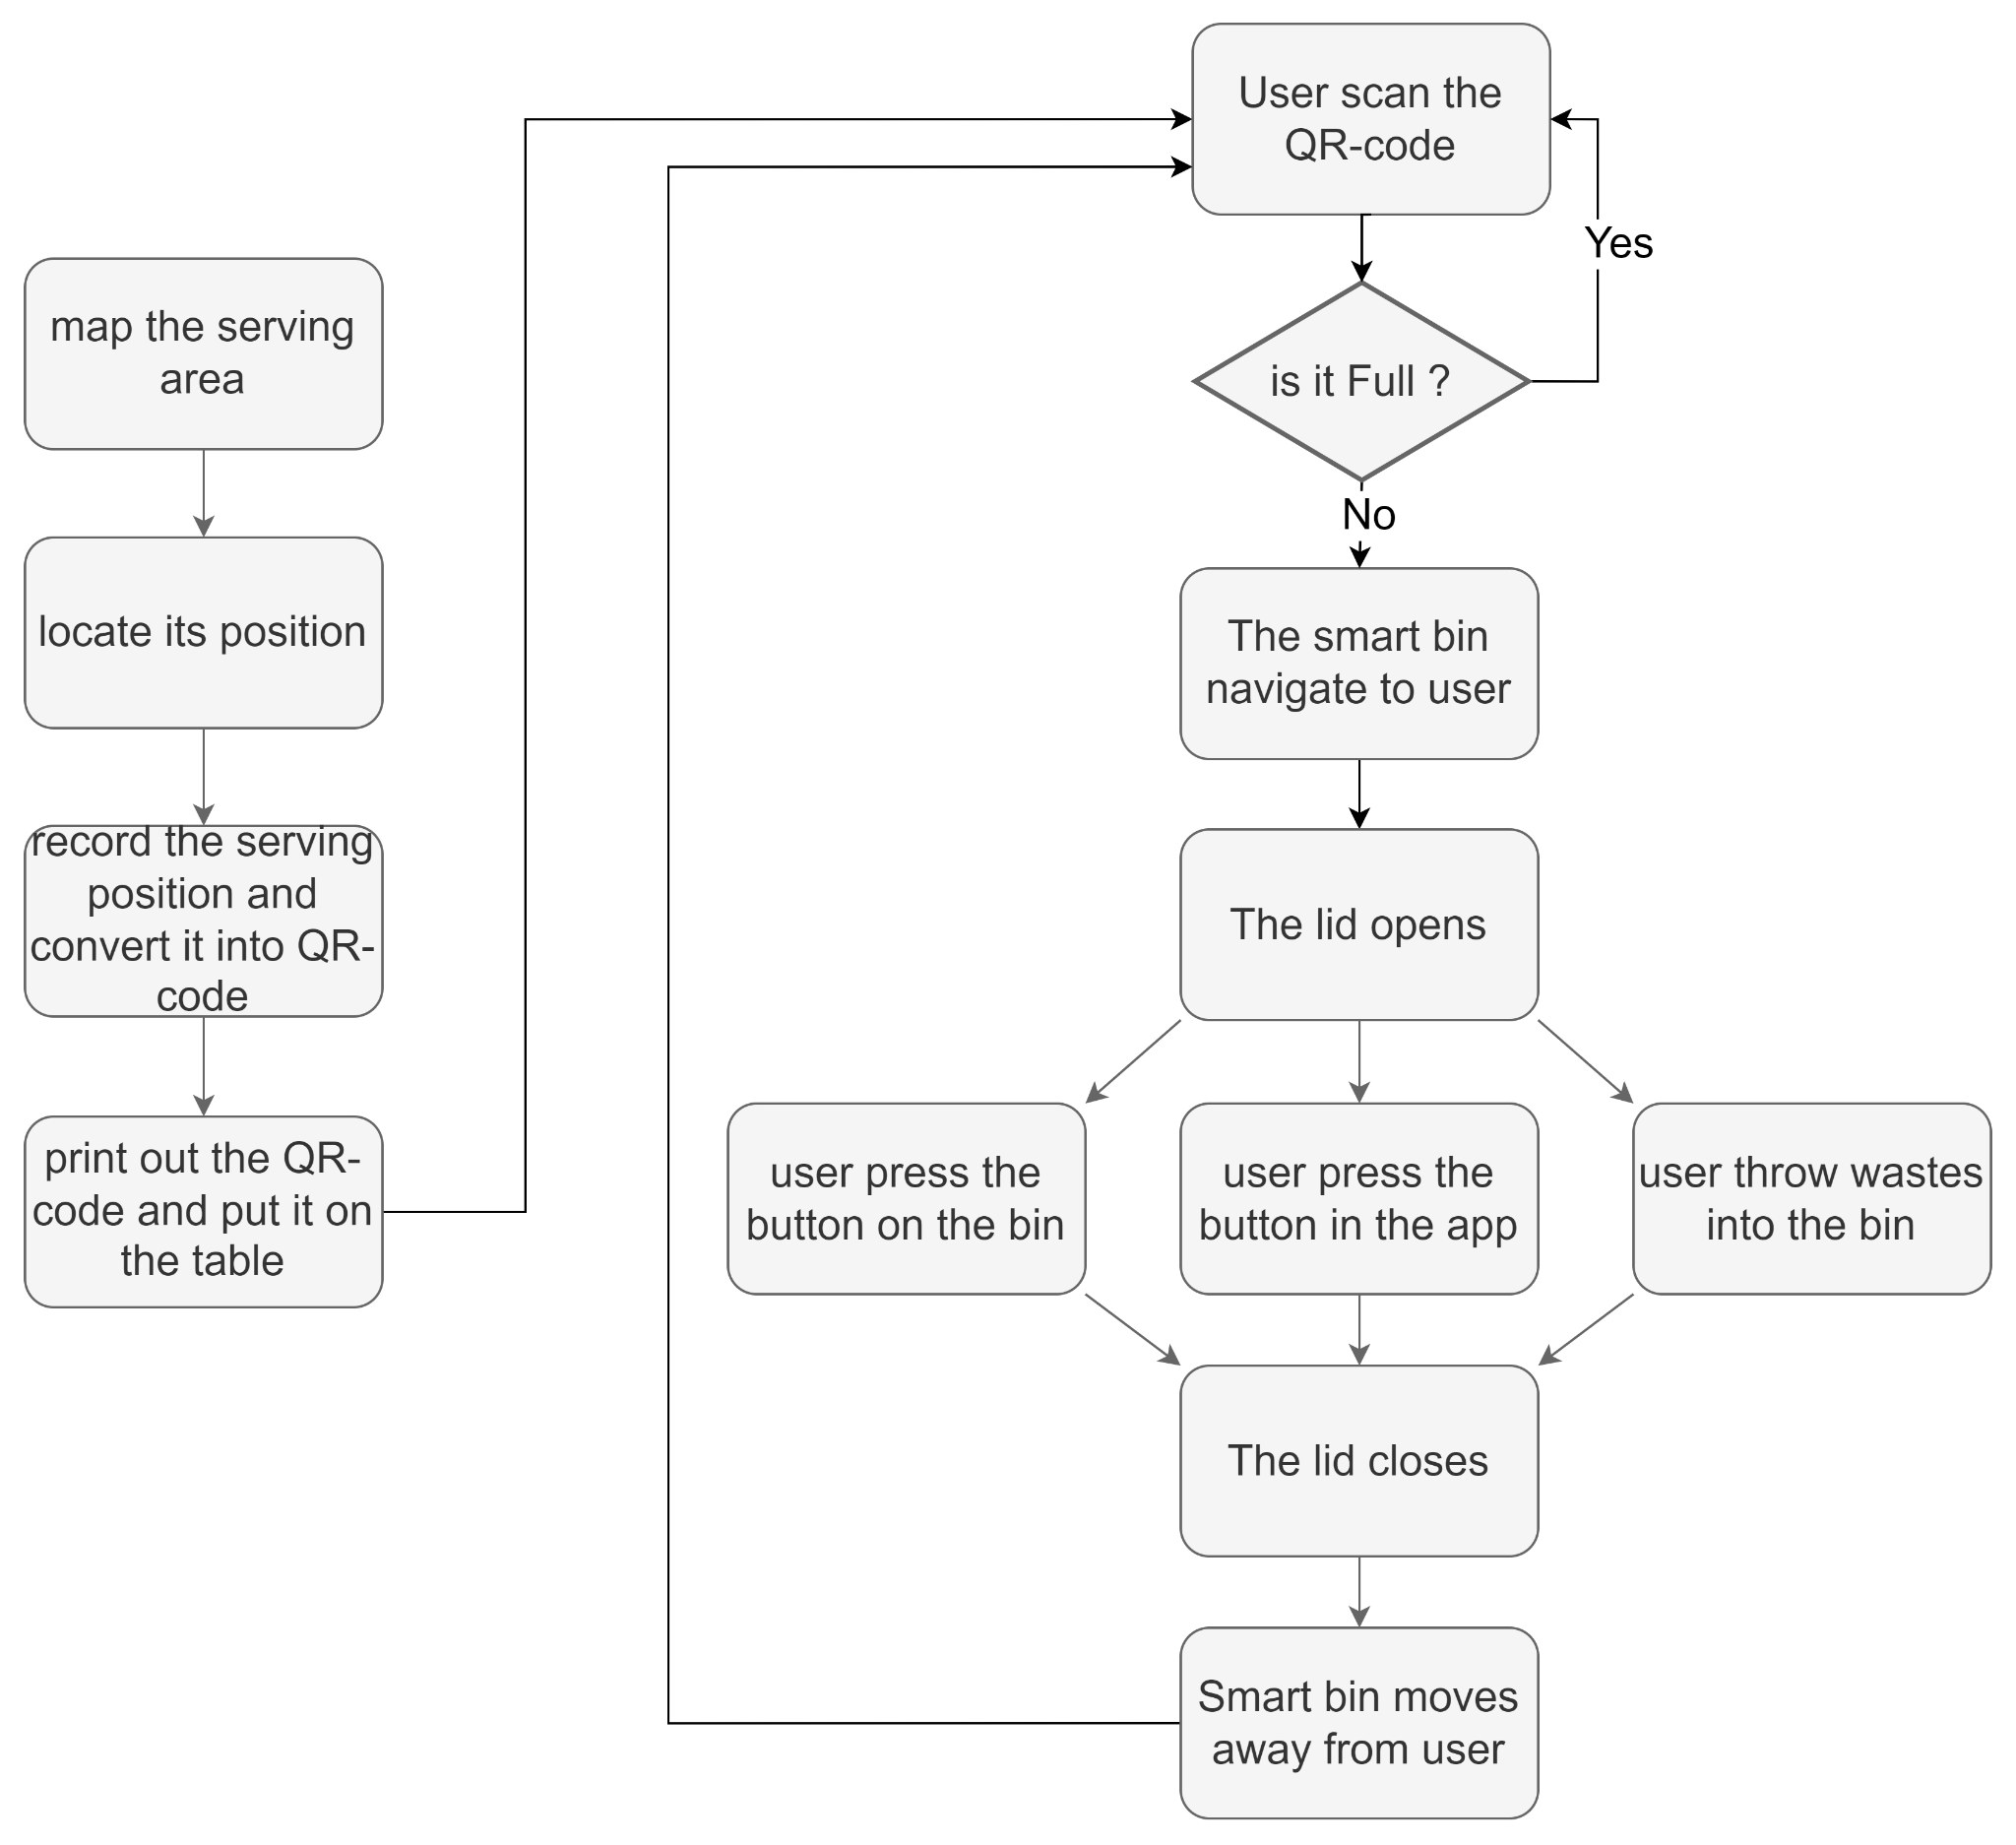 map the serving
area
locate its position
record the serving
position and
convert it into QR-
code
print out the QR-
code and put it on
the table
User scan the
QR-code
Yes
is it Full ?
No
The smart bin
navigate to user
The lid opens
user press the
button on the bin
user press the
button in the app
user throw wastes
into the bin
The lid closes
Smart bin moves
away from user